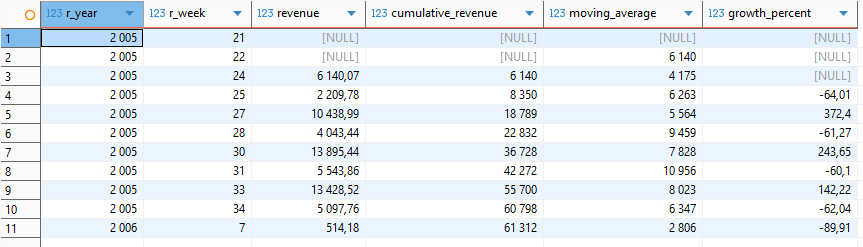 123 r_year 123 r_week 123 revenue 123 cumulative_revenue 123 moving_average 123 growth_percent
1 2 005 21 [NULL] [NULL] [NULL] [NULL]
2 2 005 22 [NULL] [NULL] 6 140 [NULL]
3 2 005 24 6 140,07 6 140 4 175 [NULL]
4 2 005 25 2 209,78 8 350 6 263 -64,01
5 2 005 27 10 438,99 18 789 5 564 372,4
6 2 005 28 4 043,44 22 832 9 459 -61,27
7 2 005 30 13 895,44 36 728 7 828 243,65
8 2 005 31 5 543,86 42 272 10 956 -60,1
9 2 005 33 13 428,52 55 700 8 023 142,22
10 2 005 34 5 097,76 60 798 6 347 -62,04
11 2 006 7 514,18 61 312 2 806 -89,91